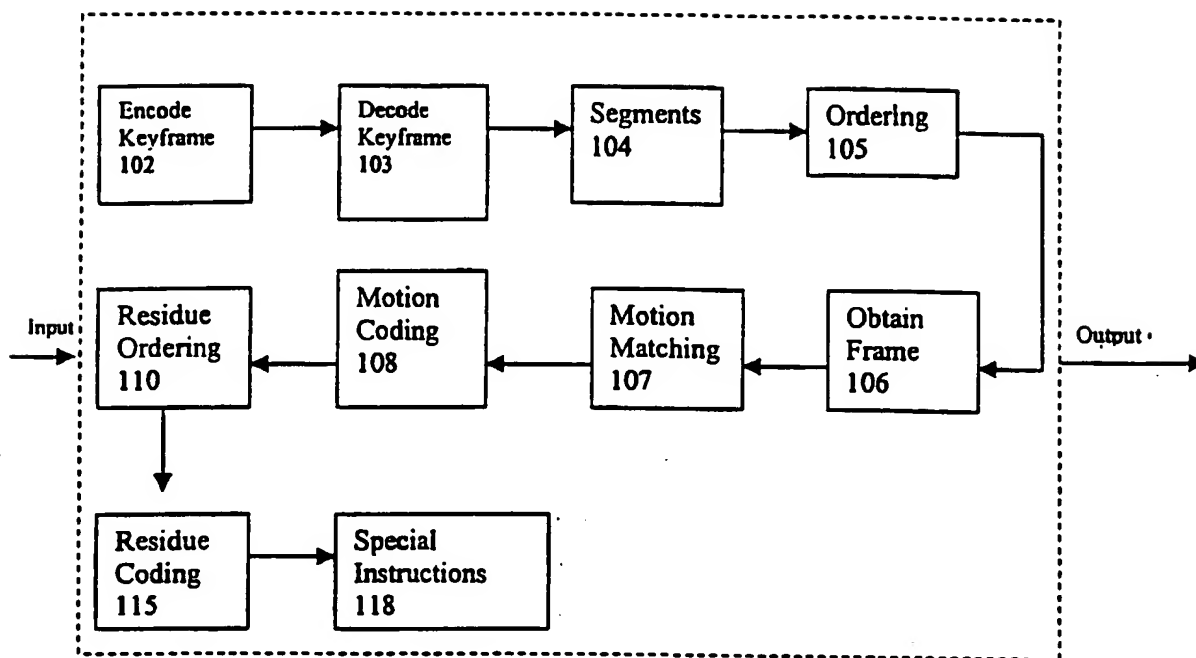 Encode
Keyframe
102
Decode
Keyframe
103
Segments
104
Ordering
105
Input
Residue
Ordering
110
Motion
Coding
108
Motion
Matching
107
Obtain
Frame
106
Output
Residue
Coding
115
Special
Instructions
118